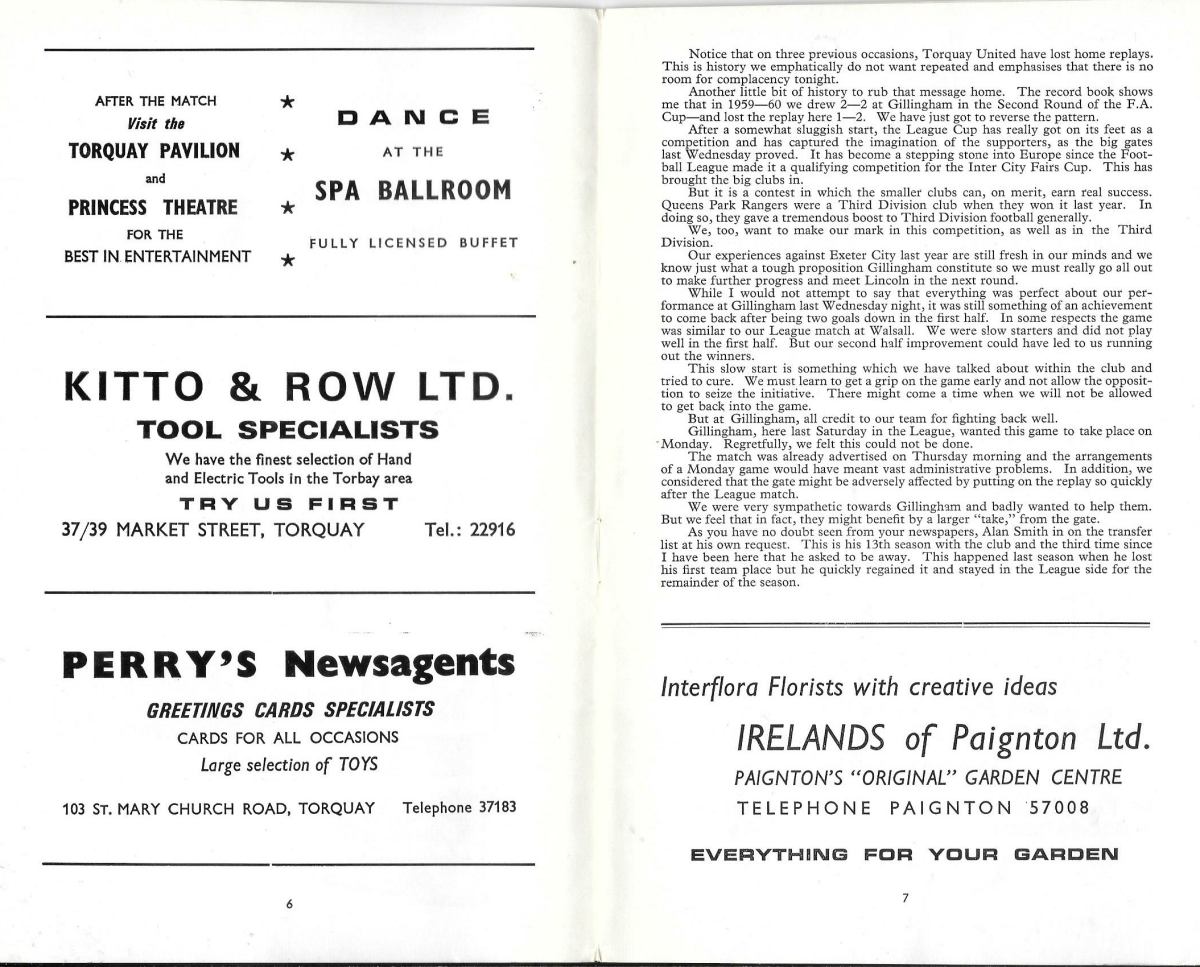 AFTER THE MATCH
Visit the
TORQUAY PAVILION
and
PRINCESS THEATRE
FOR THE
BEST IN ENTERTAINMENT
DANCE
AT THE
SPA BALLROOM
FULLY LICENSED BUFFET
KITTO & ROW LTD.
TOOL SPECIALISTS
We have the finest selection of Hand
and Electric Tools in the Torbay area
TRY US FIRST
37/39 MARKET STREET, TORQUAY Tel.: 22916
PERRY'S Newsagents
GREETINGS CARDS SPECIALISTS
CARDS FOR ALL OCCASIONS
Large selection of TOYS
103 ST. MARY CHURCH ROAD, TORQUAY Telephone 37183
6
Notice that on three previous occasions, Torquay United have lost home replays.
This is history we emphatically do not want repeated and emphasises that there is no
room for complacency tonight.
Another little bit of history to rub that message home. The record book shows
me that in 1959—60 we drew 2—2 at Gillingham in the Second Round of the F.A.
Cup—and lost the replay here 1—2. We have just got to reverse the pattern.
After a somewhat sluggish start, the League Cup has really got on its feet as a
competition and has captured the imagination of the supporters, as the big gates
last Wednesday proved. It has become a stepping stone into Europe since the Foot-
ball League made it a qualifying competition for the Inter City Fairs Cup. This has
brought the big clubs in.
But it is a contest in which the smaller clubs can, on merit, earn real success.
Queens Park Rangers were a Third Division club when they won it last year. In
doing so, they gave a tremendous boost to Third Division football generally.
We, too, want to make our mark in this competition, as well as in the Third
Division.
Our experiences against Exeter City last year are still fresh in our minds and we
know just what a tough proposition Gillingham constitute so we must really go all out
to make further progress and meet Lincoln in the next round.
While I would not attempt to say that everything was perfect about our per-
formance at Gillingham last Wednesday night, it was still something of an achievement
to come back after being two goals down in the first half. In some respects the game
was similar to our League match at Walsall. We were slow starters and did not play
well in the first half. But our second half improvement could have led to us running
out the winners.
This slow start is something which we have talked about within the club and
tried to cure. We must learn to get a grip on the game early and not allow the opposit-
tion to seize the initiative. There might come a time when we will not be allowed
to get back into the game.
But at Gillingham, all credit to our team for fighting back well.
Gillingham, here last Saturday in the League, wanted this game to take place on
Monday. Regretfully, we felt this could not be done.
The match was already advertised on Thursday morning and the arrangements
of a Monday game would have meant vast administrative problems. In addition, we
considered that the gate might be adversely affected by putting on the replay so quickly
after the League match.
We were very sympathetic towards Gillingham and badly wanted to help them.
But we feel that in fact, they might benefit by a larger "take," from the gate.
As you have no doubt seen from your newspapers, Alan Smith in on the transfer
list at his own request. This is his 13th season with the club and the third time since
I have been here that he asked to be away. This happened last season when he lost
his first team place but he quickly regained it and stayed in the League side for the
remainder of the season.
Interflora Florists with creative ideas
IRELANDS of Paignton Ltd.
PAIGNTON'S "ORIGINAL" GARDEN CENTRE
TELEPHONE PAIGNTON 57008
EVERYTHING FOR YOUR GARDEN
7